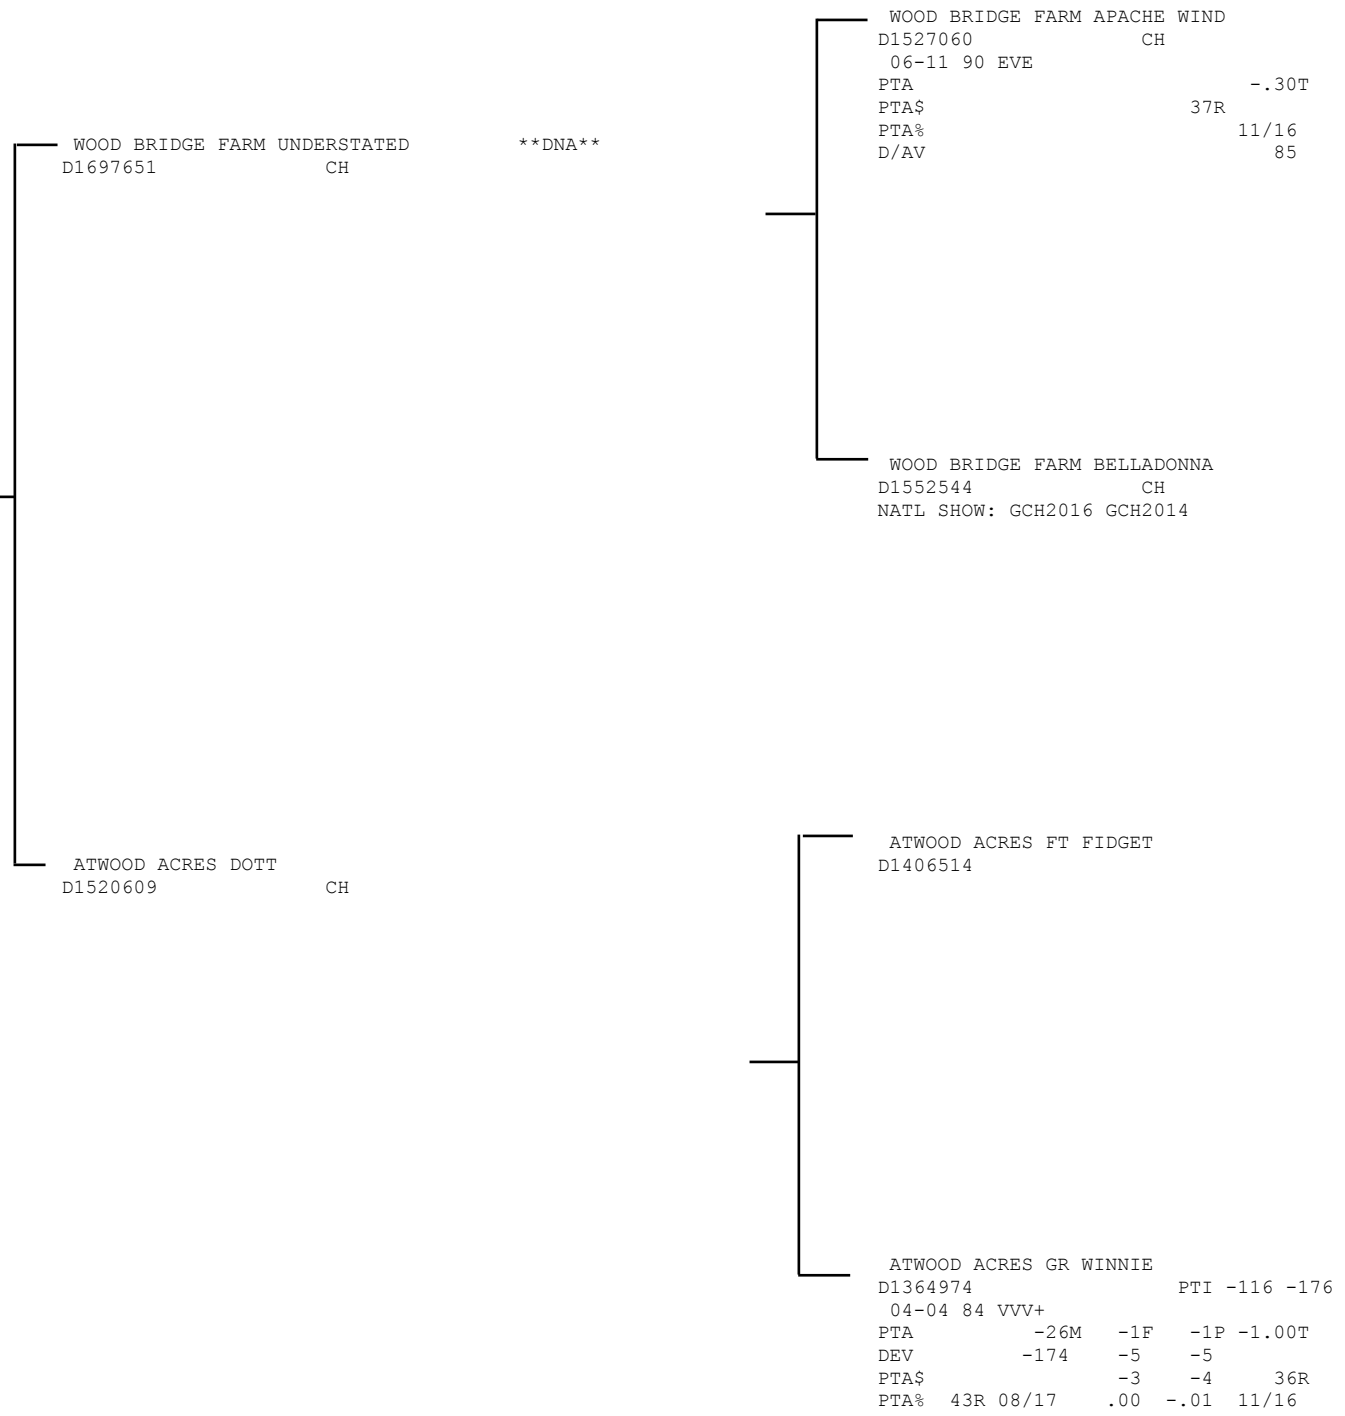 WOOD BRIDGE FARM APACHE WIND
D1527060 CH
06-11 90 EVE
PTA -.30T
PTA$ 37R
PTA% 11/16
D/AV 85
WOOD BRIDGE FARM UNDERSTATED **DNA**
D1697651 CH
WOOD BRIDGE FARM BELLADONNA
D1552544 CH
NATL SHOW: GCH2016 GCH2014
ATWOOD ACRES FT FIDGET
D1406514
ATWOOD ACRES DOTT
D1520609 CH
ATWOOD ACRES GR WINNIE
D1364974 PTI -116 -176
04-04 84 VVV+
PTA -26M -1F -1P -1.00T
DEV -174 -5 -5
PTA$ -3 -4 36R
PTA% 43R 08/17 .00 -.01 11/16